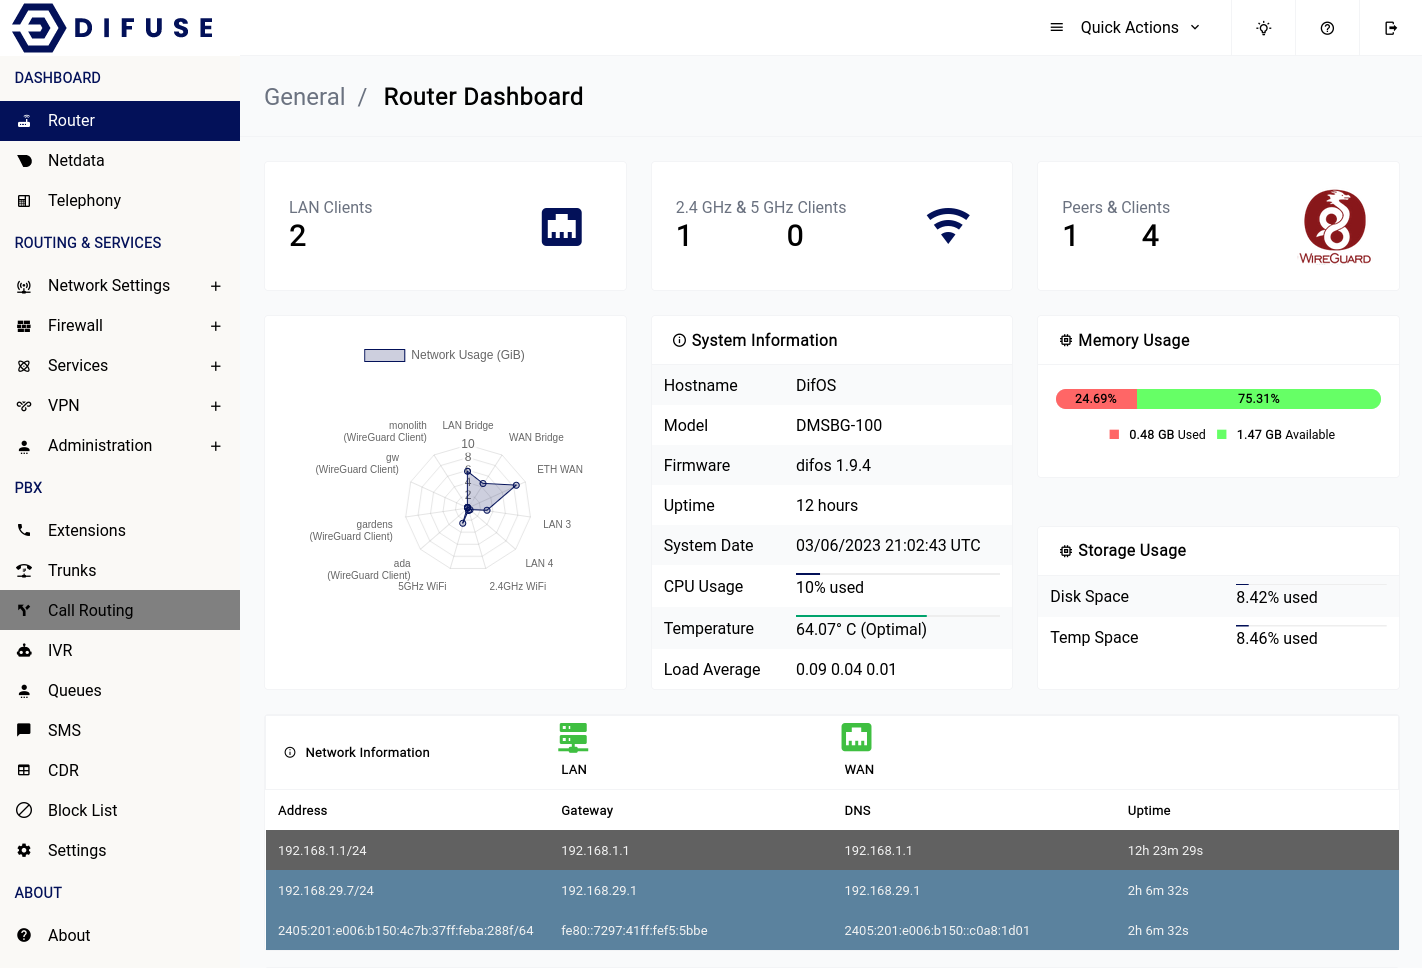 DIFUSE
Quick Actions
DASHBOARD
Router
Netdata
Telephony
ROUTING & SERVICES
Network Settings +
Firewall +
Services +
VPN +
Administration +
PBX
Extensions
Trunks
Call Routing
IVR
Queues
SMS
CDR
Block List
Settings
ABOUT
About
General / Router Dashboard
LAN Clients
2
2.4 GHz & 5 GHz Clients
1 0
Peers & Clients
1 4
WIREGUARD
Network Usage (GiB)
LAN Bridge
WAN Bridge
ETH WAN
LAN 3
LAN 4
2.4GHz WiFi
5GHz WiFi
ada
(WireGuard Client)
gardens
(WireGuard Client)
gw
(WireGuard Client)
monolith
(WireGuard Client)
10
8
6
4
2
System Information
Hostname DifOS
Model DMSBG-100
Firmware difos 1.9.4
Uptime 12 hours
System Date 03/06/2023 21:02:43 UTC
CPU Usage 10% used
Temperature 64.07° C (Optimal)
Load Average 0.09 0.04 0.01
Memory Usage
24.69% 75.31%
0.48 GB Used 1.47 GB Available
Storage Usage
Disk Space 8.42% used
Temp Space 8.46% used
Network Information LAN WAN
Address Gateway DNS Uptime
192.168.1.1/24 192.168.1.1 192.168.1.1 12h 23m 29s
192.168.29.7/24 192.168.29.1 192.168.29.1 2h 6m 32s
2405:201:e006:b150:4c7b:37ff:feba:288f/64 fe80::7297:41ff:fef5:5bbe 2405:201:e006:b150::c0a8:1d01 2h 6m 32s